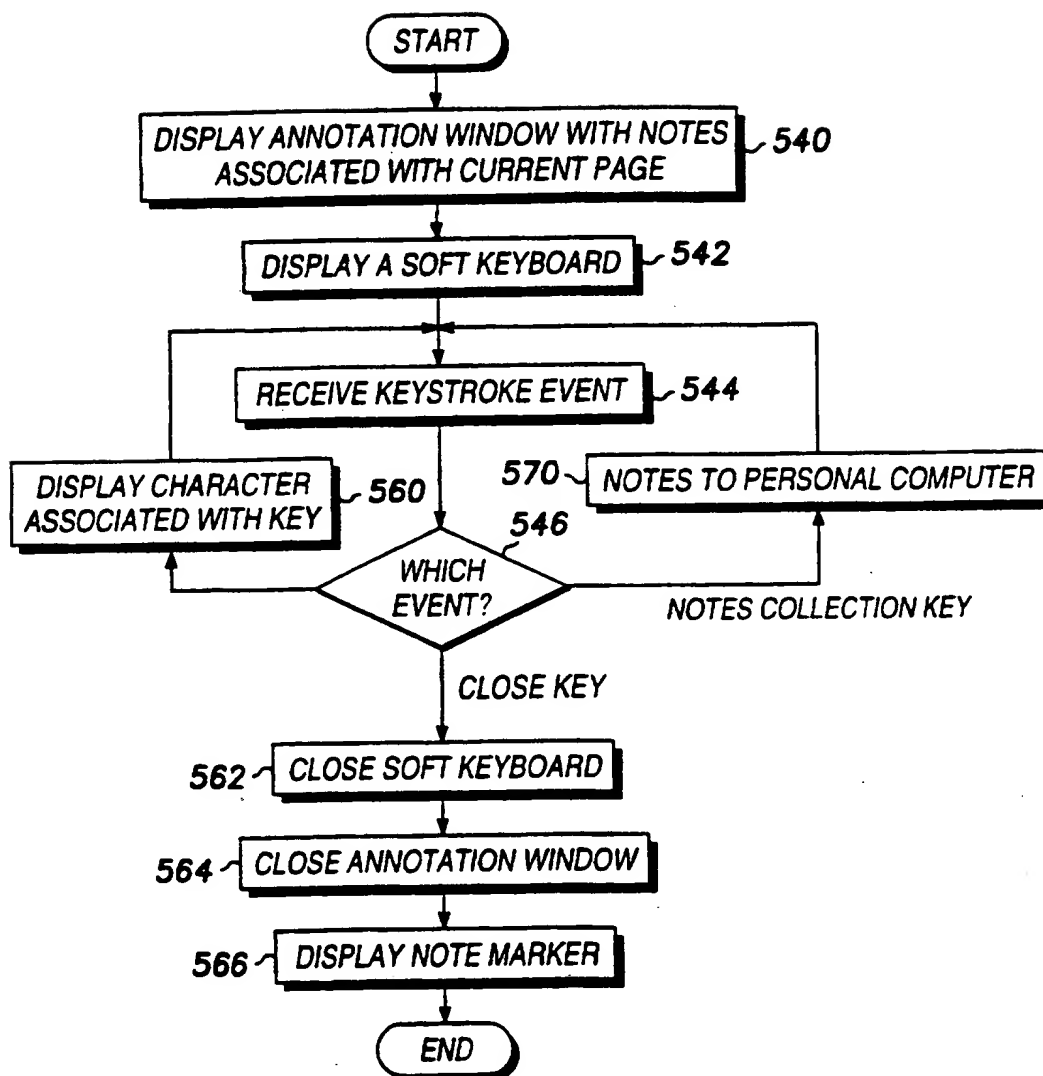 START
DISPLAY ANNOTATION WINDOW WITH NOTES
ASSOCIATED WITH CURRENT PAGE
540
DISPLAY A SOFT KEYBOARD
542
RECEIVE KEYSTROKE EVENT
544
DISPLAY CHARACTER
ASSOCIATED WITH KEY
560
570
NOTES TO PERSONAL COMPUTER
546
WHICH
EVENT?
NOTES COLLECTION KEY
CLOSE KEY
562
CLOSE SOFT KEYBOARD
564
CLOSE ANNOTATION WINDOW
566
DISPLAY NOTE MARKER
END